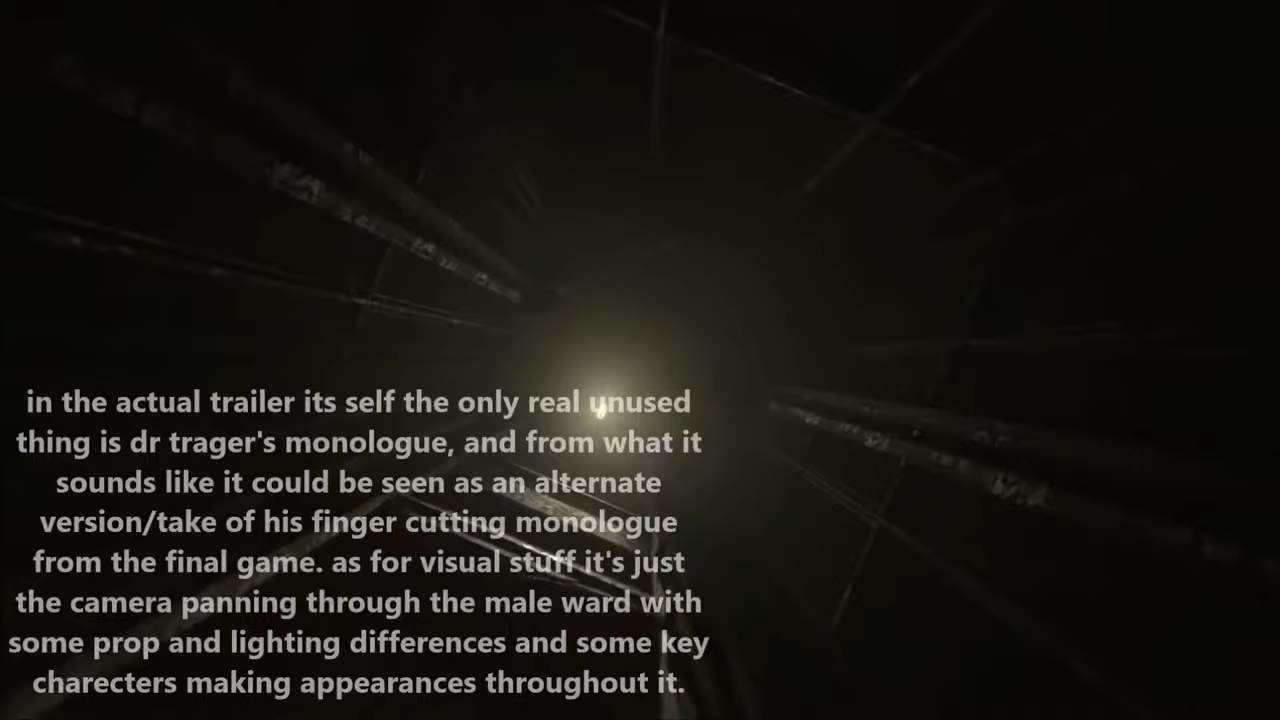 in the actual trailer its self the only real unused
thing is dr trager's monologue, and from what it
sounds like it could be seen as an alternate
version/take of his finger cutting monologue
from the final game. as for visual stuff it's just
the camera panning through the male ward with
some prop and lighting differences and some key
charecters making appearances throughout it.